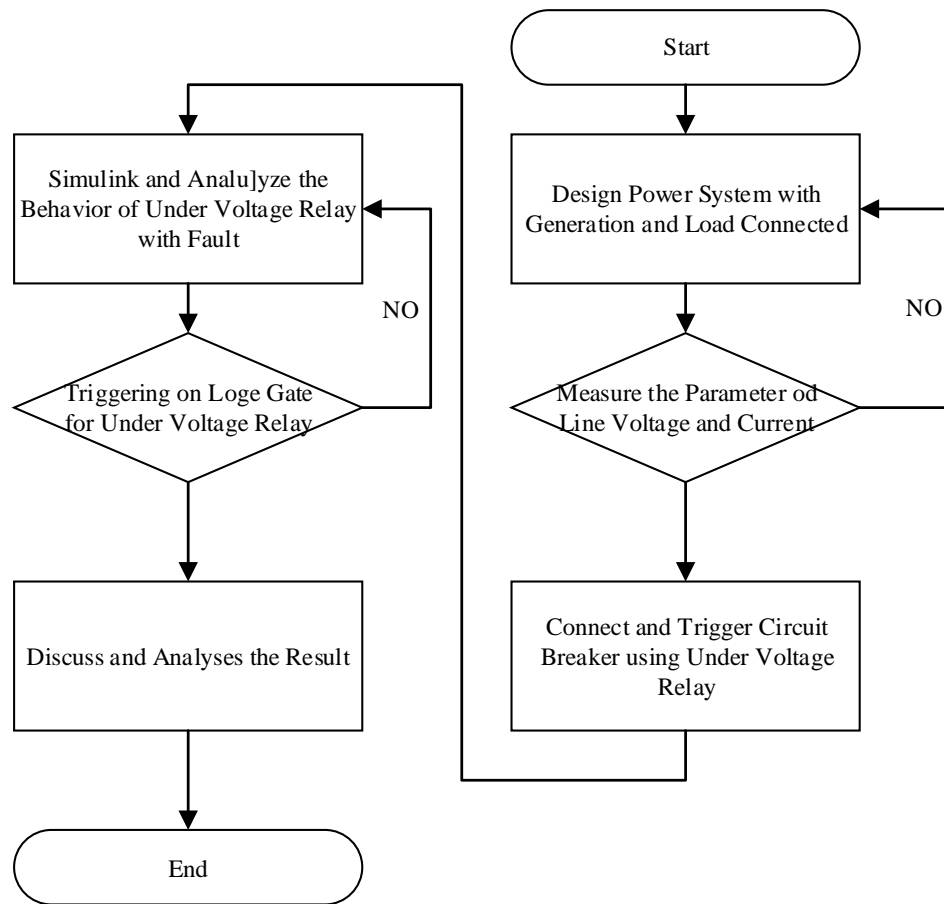 Start
Design Power System with
Generation and Load Connected
NO
Measure the Parameter od
Line Voltage and Current
Connect and Trigger Circuit
Breaker using Under Voltage
Relay
Simulink and Analu]yze the
Behavior of Under Voltage Relay
with Fault
NO
Triggering on Loge Gate
for Under Voltage Relay
Discuss and Analyses the Result
End